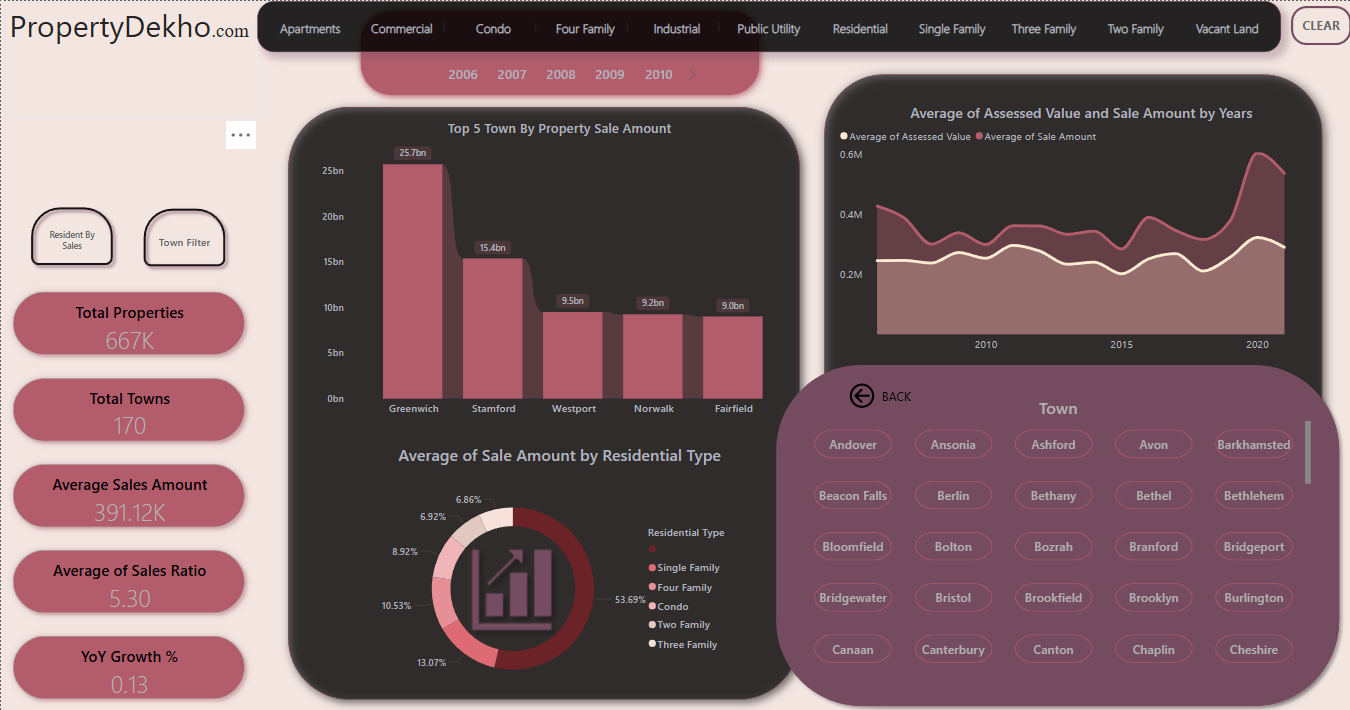 PropertyDekho.com
Apartments Commercial Condo Four Family Industrial Public Utility Residential Single Family Three Family Two Family Vacant Land
CLEAR
2006 2007 2008 2009 2010
Resident By
Sales
Town Filter
Total Properties
667K
Total Towns
170
Average Sales Amount
391.12K
Average of Sales Ratio
5.30
YoY Growth %
0.13
Top 5 Town By Property Sale Amount
25bn
20bn
15bn
10bn
5bn
0bn
25.7bn
15.4bn
9.5bn
9.2bn
9.0bn
Greenwich Stamford Westport Norwalk Fairfield
Average of Sale Amount by Residential Type
6.86%
6.92%
8.92%
10.53%
13.07%
53.69%
Residential Type
Single Family
Four Family
Condo
Two Family
Three Family
Average of Assessed Value and Sale Amount by Years
Average of Assessed Value Average of Sale Amount
0.6M
0.4M
0.2M
2010 2015 2020
BACK
Town
Andover Ansonia Ashford Avon Barkhamsted
Beacon Falls Berlin Bethany Bethel Bethlehem
Bloomfield Bolton Bozrah Branford Bridgeport
Bridgewater Bristol Brookfield Brooklyn Burlington
Canaan Canterbury Canton Chaplin Cheshire